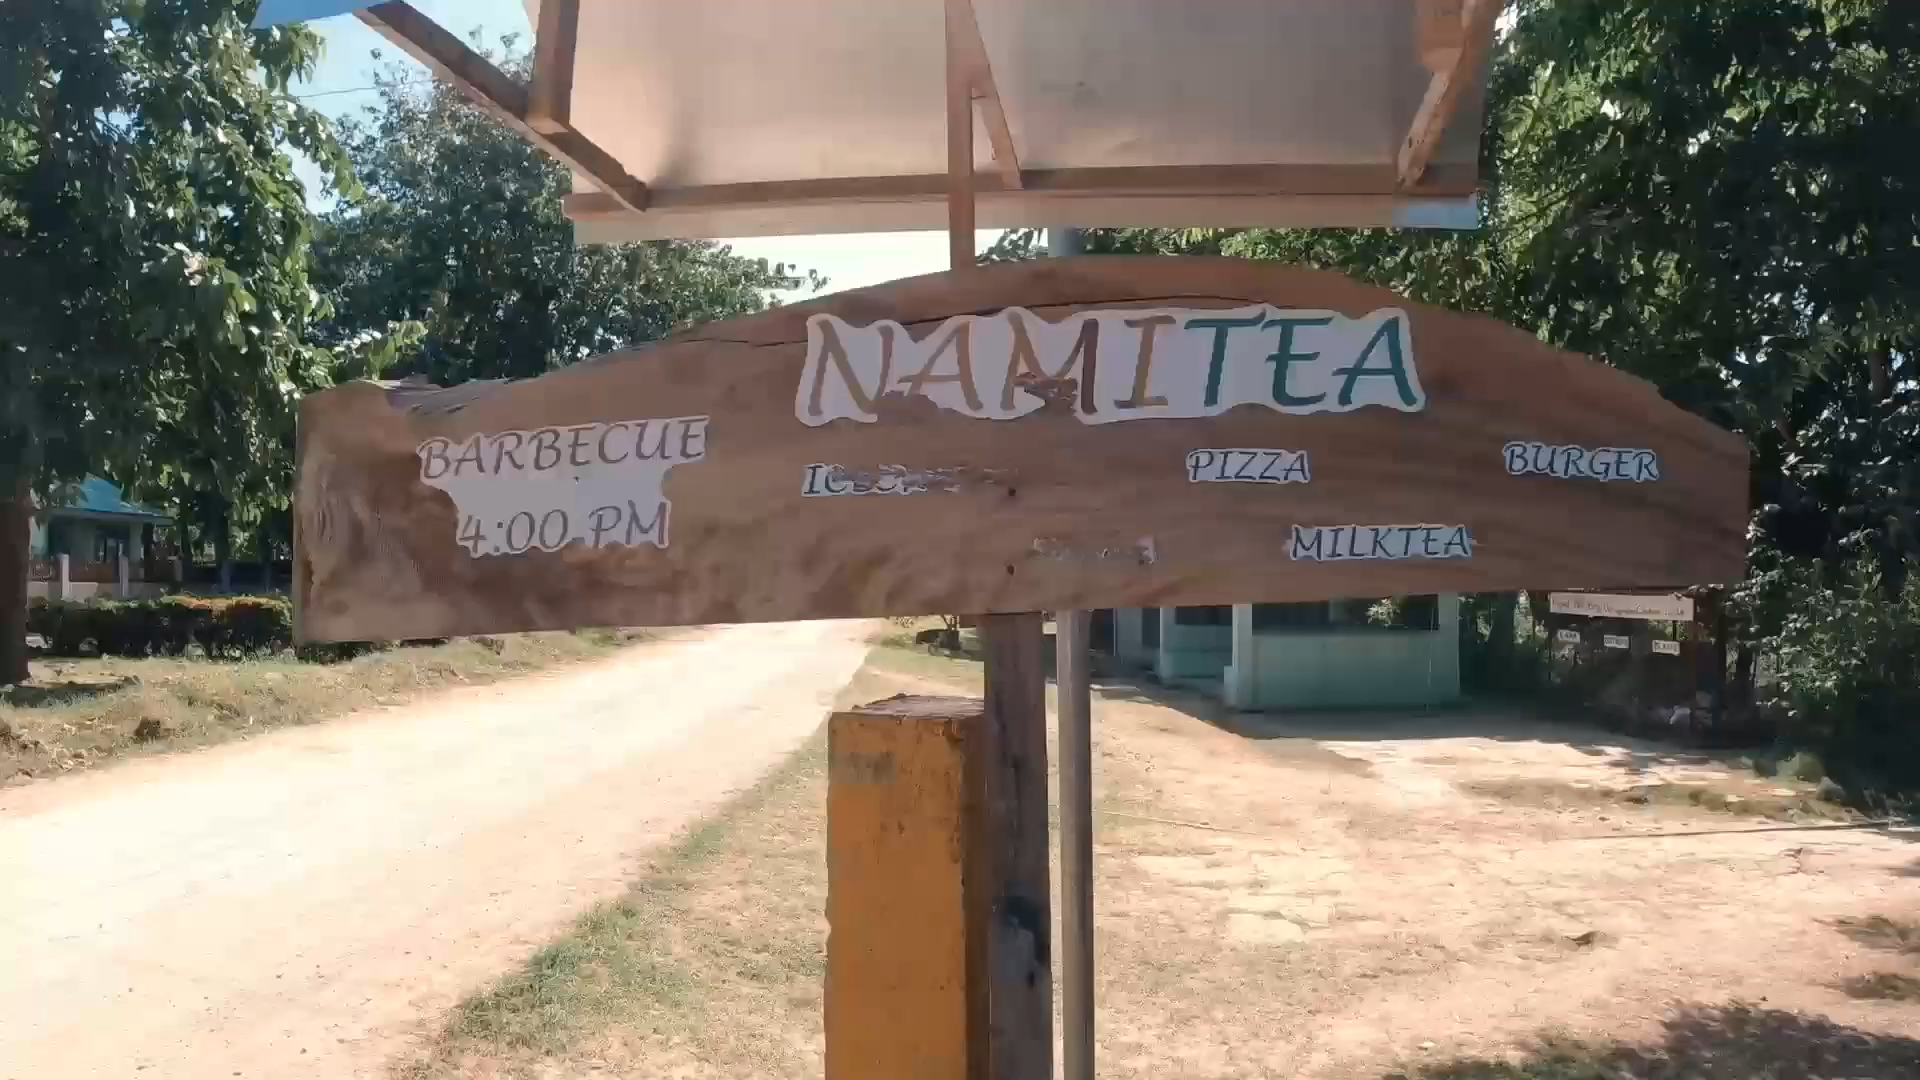 NAMITEA
BARBECUE
4:00 PM
PIZZA
BURGER
MILKTEA